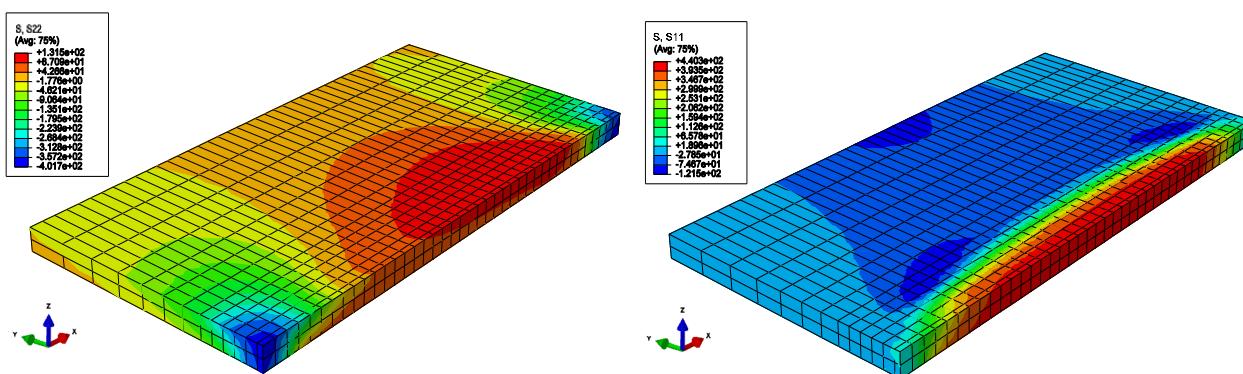 S, S22
(Avg: 75%)
+1.315e+02
+8.709e+01
+4.266e+01
-1.776e+00
-4.621e+01
-9.064e+01
-1.351e+02
-1.795e+02
-2.239e+02
-2.684e+02
-3.128e+02
-3.572e+02
-4.017e+02
Z
Y
X
S, S11
(Avg: 75%)
+4.403e+02
+3.935e+02
+3.467e+02
+2.999e+02
+2.531e+02
+2.062e+02
+1.594e+02
+1.126e+02
+6.578e+01
+1.896e+01
-2.785e+01
-7.467e+01
-1.215e+02
Z
Y
X